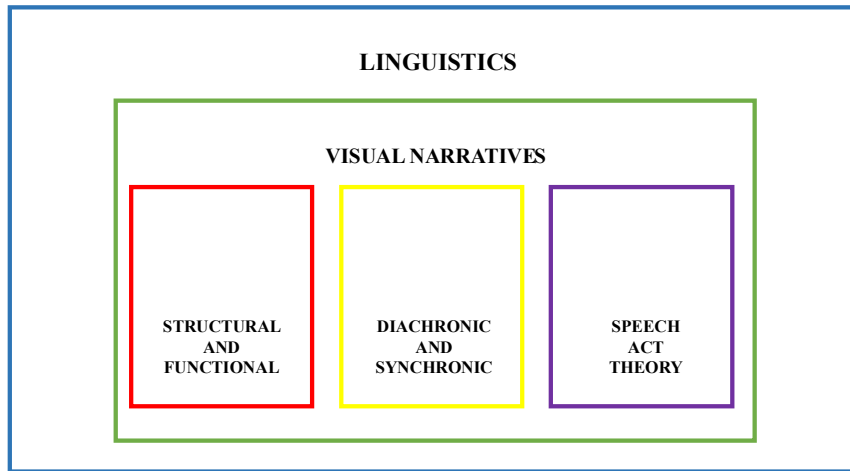 LINGUISTICS
VISUAL NARRATIVES
STRUCTURAL
AND
FUNCTIONAL
DIACHRONIC
AND
SYNCHRONIC
SPEECH
ACT
THEORY